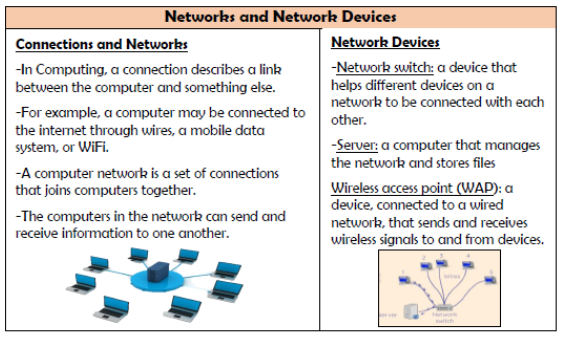 Networks and Network Devices
Connections and Networks
-In Computing, a connection describes a link
between the computer and something else.
-For example, a computer may be connected to
the internet through wires, a mobile data
system, or WiFi.
-A computer network is a set of connections
that joins computers together.
-The computers in the network can send and
receive information to one another.
Network Devices
-Network switch: a device that
helps different devices on a
network to be connected with each
other.
-Server: a computer that manages
the network and stores files
Wireless access point (WAP): a
device, connected to a wired
network, that sends and receives
wireless signals to and from devices.
1
2
3
4
5
Network
switch